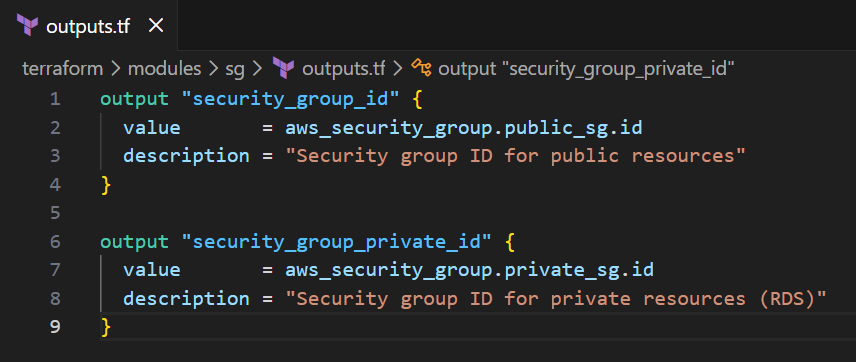 outputs.tf
terraform > modules > sg > outputs.tf > output "security_group_private_id"
1 output "security_group_id" {
2   value       = aws_security_group.public_sg.id
3   description = "Security group ID for public resources"
4 }
5
6 output "security_group_private_id" {
7   value       = aws_security_group.private_sg.id
8   description = "Security group ID for private resources (RDS)"
9 }